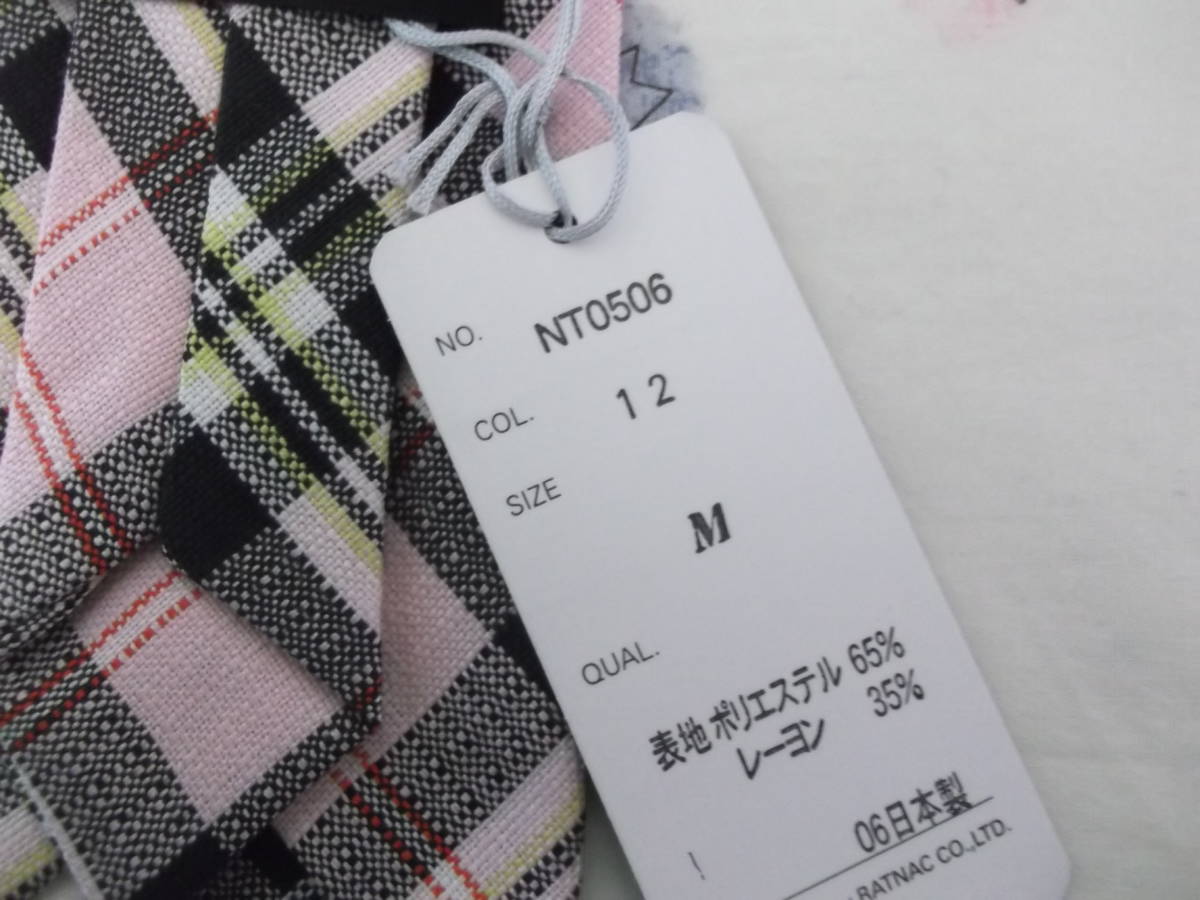 NO. NT0506
COL. 12
SIZE
M
QUAL.
表地 ポリエステル 65%
レーヨン 35%
06日本製
RATNAC CO.,LTD.